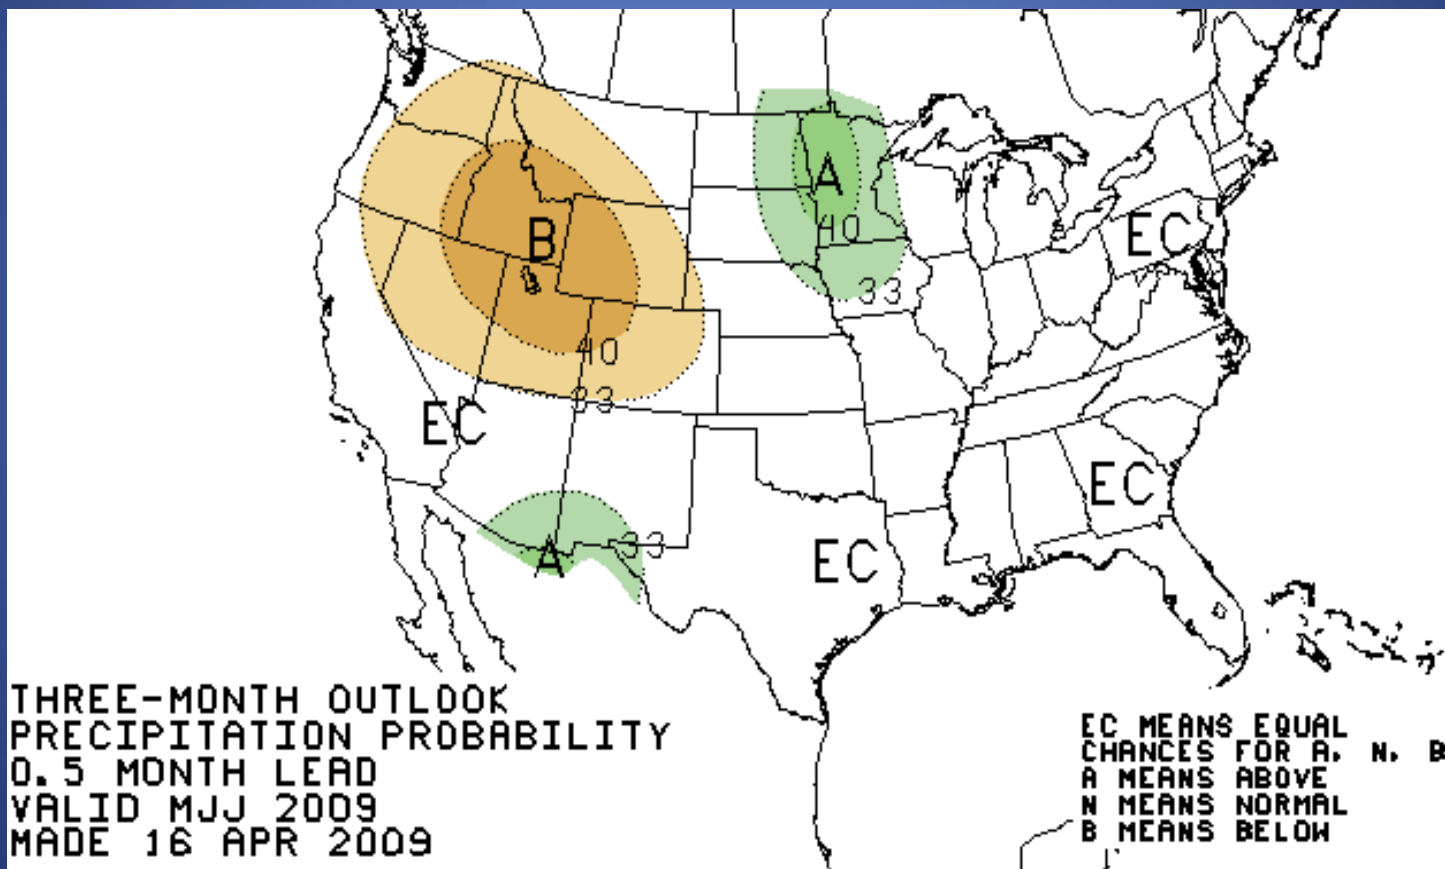 A
40
33
B
40
33
EC
EC
EC
EC
A
33
THREE-MONTH OUTLOOK
PRECIPITATION PROBABILITY
0.5 MONTH LEAD
VALID MJJ 2009
MADE 16 APR 2009
EC MEANS EQUAL
CHANCES FOR A, N, B
A MEANS ABOVE
N MEANS NORMAL
B MEANS BELOW